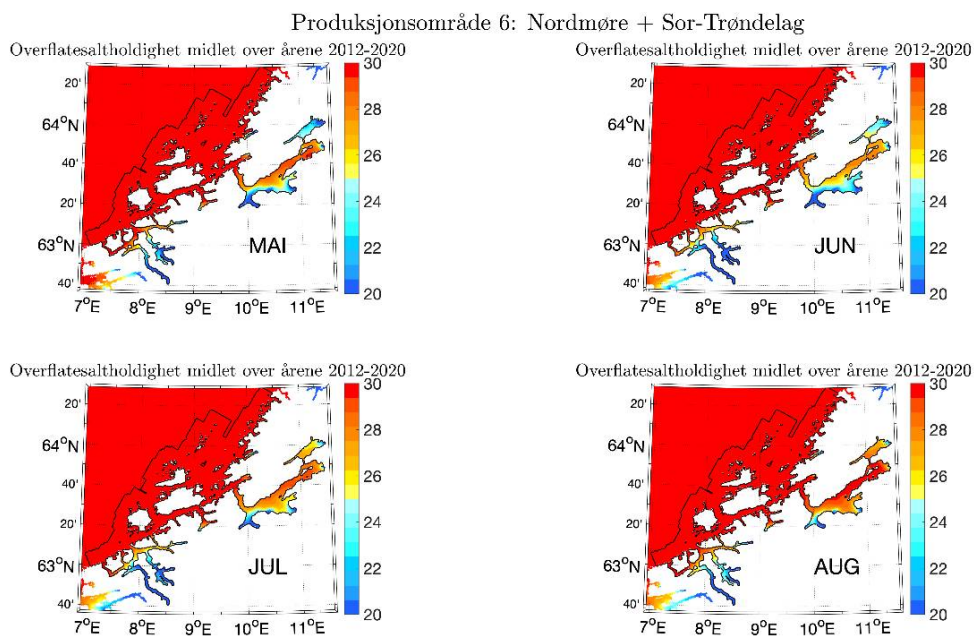 Produksjonsområde 6: Nordmøre + Sor-Trøndelag
Overflatesaltholdighet midlet over årene 2012-2020
20'
64°N
40'
20'
63°N
40'
7°E 8°E 9°E 10°E 11°E
MAI
30
28
26
24
22
20
Overflatesaltholdighet midlet over årene 2012-2020
20'
64°N
40'
20'
63°N
40'
7°E 8°E 9°E 10°E 11°E
JUN
30
28
26
24
22
20
Overflatesaltholdighet midlet over årene 2012-2020
20'
64°N
40'
20'
63°N
40'
7°E 8°E 9°E 10°E 11°E
JUL
30
28
26
24
22
20
Overflatesaltholdighet midlet over årene 2012-2020
20'
64°N
40'
20'
63°N
40'
7°E 8°E 9°E 10°E 11°E
AUG
30
28
26
24
22
20